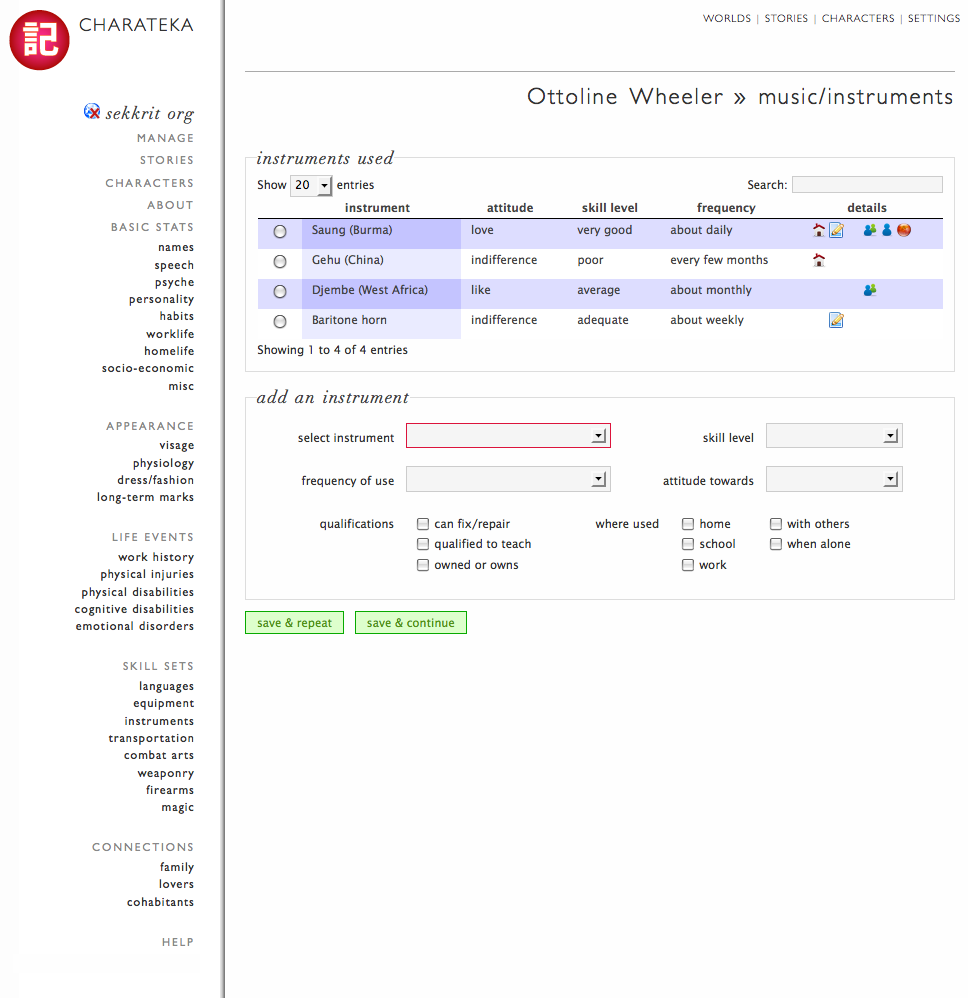 記 CHARATEKA
WORLDS | STORIES | CHARACTERS | SETTINGS
sekkrit org
MANAGE
STORIES
CHARACTERS
ABOUT
BASIC STATS
names
speech
psyche
personality
habits
worklife
homelife
socio-economic
misc
APPEARANCE
visage
physiology
dress/fashion
long-term marks
LIFE EVENTS
work history
physical injuries
physical disabilities
cognitive disabilities
emotional disorders
SKILL SETS
languages
equipment
instruments
transportation
combat arts
weaponry
firearms
magic
CONNECTIONS
family
lovers
cohabitants
HELP
Ottoline Wheeler » music/instruments
instruments used
Show 20 entries Search:
instrument attitude skill level frequency details
Saung (Burma) love very good about daily
Gehu (China) indifference poor every few months
Djembe (West Africa) like average about monthly
Baritone horn indifference adequate about weekly
Showing 1 to 4 of 4 entries
add an instrument
select instrument skill level
frequency of use attitude towards
qualifications can fix/repair where used home with others
qualified to teach school when alone
owned or owns work
save & repeat save & continue